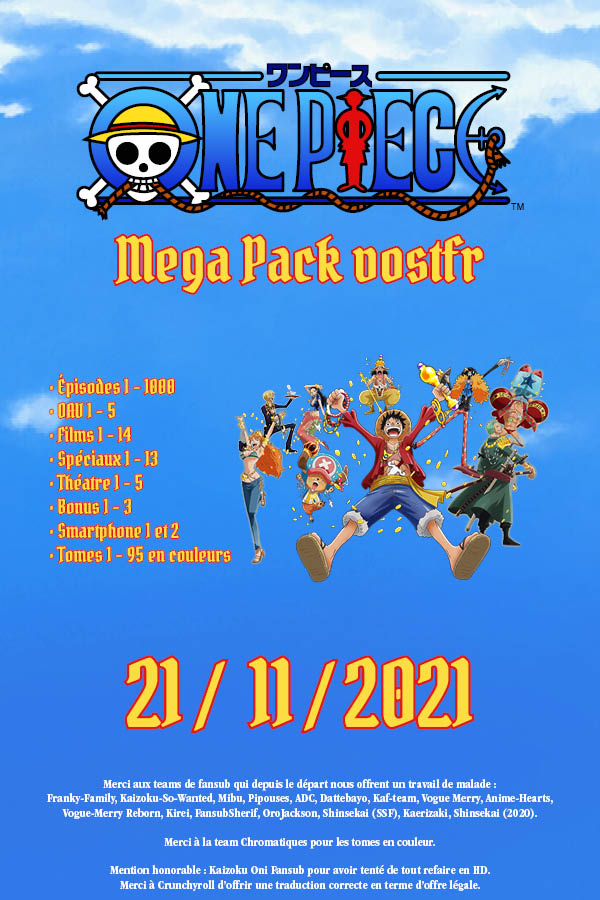 ワンピース
ONE PIECE
TM
Mega Pack vostfr
• Épisodes 1 - 1000
• OAV 1 - 5
• Films 1 - 14
• Spéciaux 1 - 13
• Théatre 1 - 5
• Bonus 1 - 3
• Smartphone 1 et 2
• Tomes 1 - 95 en couleurs
21 / 11 / 2021
Merci aux teams de fansub qui depuis le départ nous offrent un travail de malade :
Franky-Family, Kaizoku-So-Wanted, Mibu, Pipouses, ADC, Dattebayo, Kaf-team, Vogue Merry, Anime-Hearts,
Vogue-Merry Reborn, Kirei, FansubSherif, OroJackson, Shinsekai (SSF), Kaerizaki, Shinsekai (2020).
Merci à la team Chromatiques pour les tomes en couleur.
Mention honorable : Kaizoku Oni Fansub pour avoir tenté de tout refaire en HD.
Merci à Crunchyroll d'offrir une traduction correcte en terme d'offre légale.